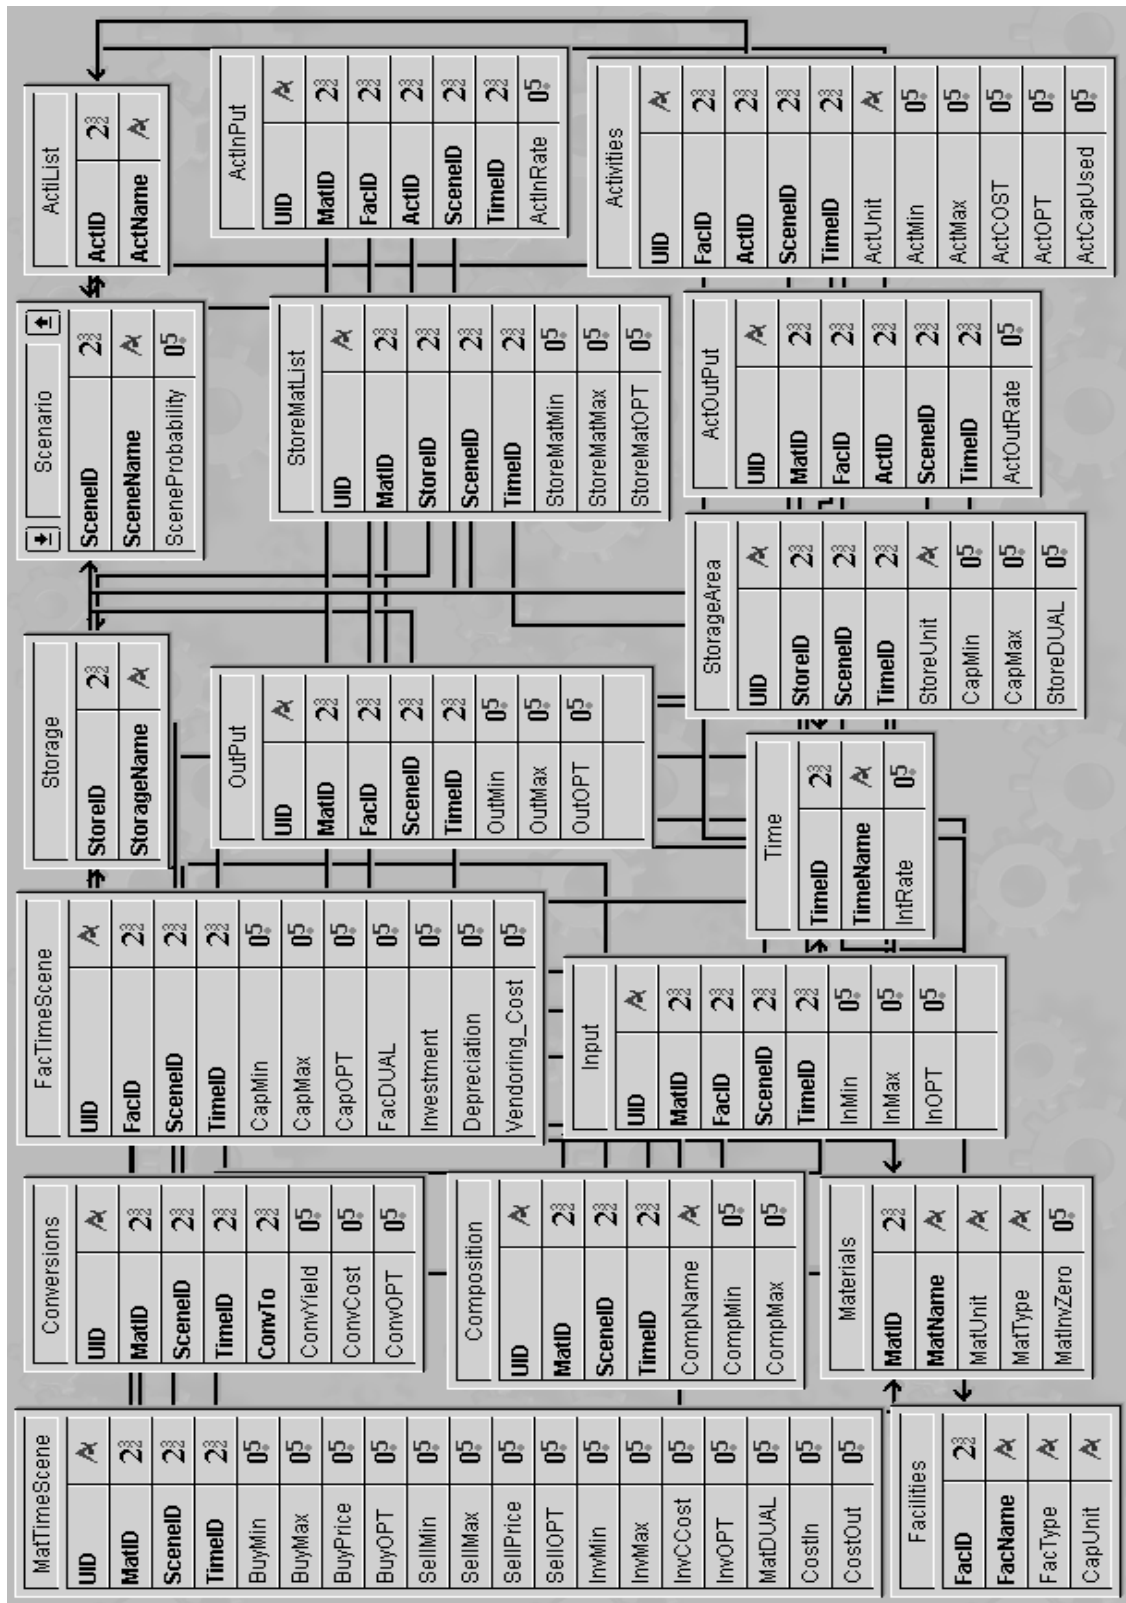 MatTimeScene
UID
MatID
SceneID
TimeID
BuyMin
BuyMax
BuyPrice
BuyOPT
SellMin
SellMax
SellPrice
SellOPT
InvMin
InvMax
InvCCost
InvOPT
MatDUAL
CostIn
CostOut
Facilities
FacID
FacName
FacType
CapUnit
Conversions
UID
MatID
SceneID
TimeID
ConvTo
ConvYield
ConvCost
ConvOPT
Composition
UID
MatID
SceneID
TimeID
CompName
CompMin
CompMax
Materials
MatID
MatName
MatUnit
MatType
MatInvZero
FacTimeScene
UID
FacID
SceneID
TimeID
CapMin
CapMax
CapOPT
FacDUAL
Investment
Depreciation
Vendoring_Cost
Input
UID
MatID
FacID
SceneID
TimeID
InMin
InMax
InOPT
Storage
StoreID
StorageName
OutPut
UID
MatID
FacID
SceneID
TimeID
OutMin
OutMax
OutOPT
Time
TimeID
TimeName
IntRate
Scenario
SceneID
SceneName
SceneProbability
StoreMatList
UID
MatID
StoreID
SceneID
TimeID
StoreMatMin
StoreMatMax
StoreMatOPT
StorageArea
UID
StoreID
SceneID
TimeID
StoreUnit
CapMin
CapMax
StoreDUAL
ActiList
ActID
ActName
ActInPut
UID
MatID
FacID
ActID
SceneID
TimeID
ActInRate
ActOutPut
UID
MatID
FacID
ActID
SceneID
TimeID
ActOutRate
Activities
UID
FacID
ActID
SceneID
TimeID
ActUnit
ActMin
ActMax
ActCOST
ActOPT
ActCapUsed